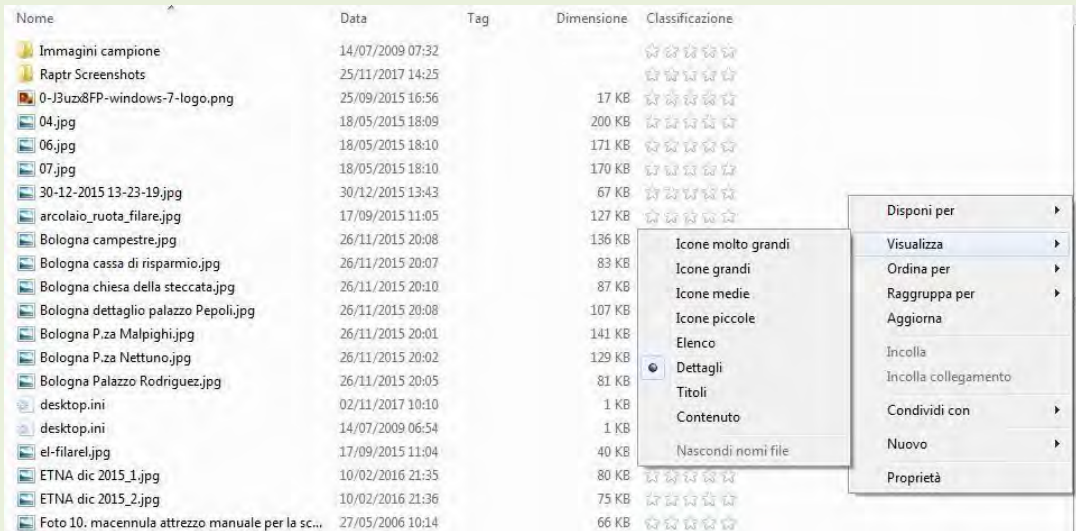 Nome Data Tag Dimensione Classificazione
Immagini campione 14/07/2009 07:32
Raptr Screenshots 25/11/2017 14:25
0-J3uzx8FP-windows-7-logo.png 25/09/2015 16:56 17 KB
04.jpg 18/05/2015 18:09 200 KB
06.jpg 18/05/2015 18:10 171 KB
07.jpg 18/05/2015 18:10 170 KB
30-12-2015 13-23-19.jpg 30/12/2015 13:43 67 KB
arcolaio_ruota_filare.jpg 17/09/2015 11:05 127 KB
Bologna campestre.jpg 26/11/2015 20:08 136 KB
Bologna cassa di risparmio.jpg 26/11/2015 20:07 83 KB
Bologna chiesa della steccata.jpg 26/11/2015 20:10 87 KB
Bologna dettaglio palazzo Pepoli.jpg 26/11/2015 20:08 107 KB
Bologna P.za Malpighi.jpg 26/11/2015 20:01 141 KB
Bologna P.za Nettuno.jpg 26/11/2015 20:02 129 KB
Bologna Palazzo Rodriguez.jpg 26/11/2015 20:05 81 KB
desktop.ini 02/11/2017 10:10 1 KB
desktop.ini 14/07/2009 06:54 1 KB
el-filarel.jpg 17/09/2015 11:04 40 KB
ETNA dic 2015_1.jpg 10/02/2016 21:35 80 KB
ETNA dic 2015_2.jpg 10/02/2016 21:36 75 KB
Foto 10. macennula attrezzo manuale per la sc... 27/05/2006 10:14 66 KB
Icone molto grandi
Icone grandi
Icone medie
Icone piccole
Elenco
Dettagli
Titoli
Contenuto
Nascondi nomi file
Disponi per
Visualizza
Ordina per
Raggruppa per
Aggiorna
Incolla
Incolla collegamento
Condividi con
Nuovo
Proprietà